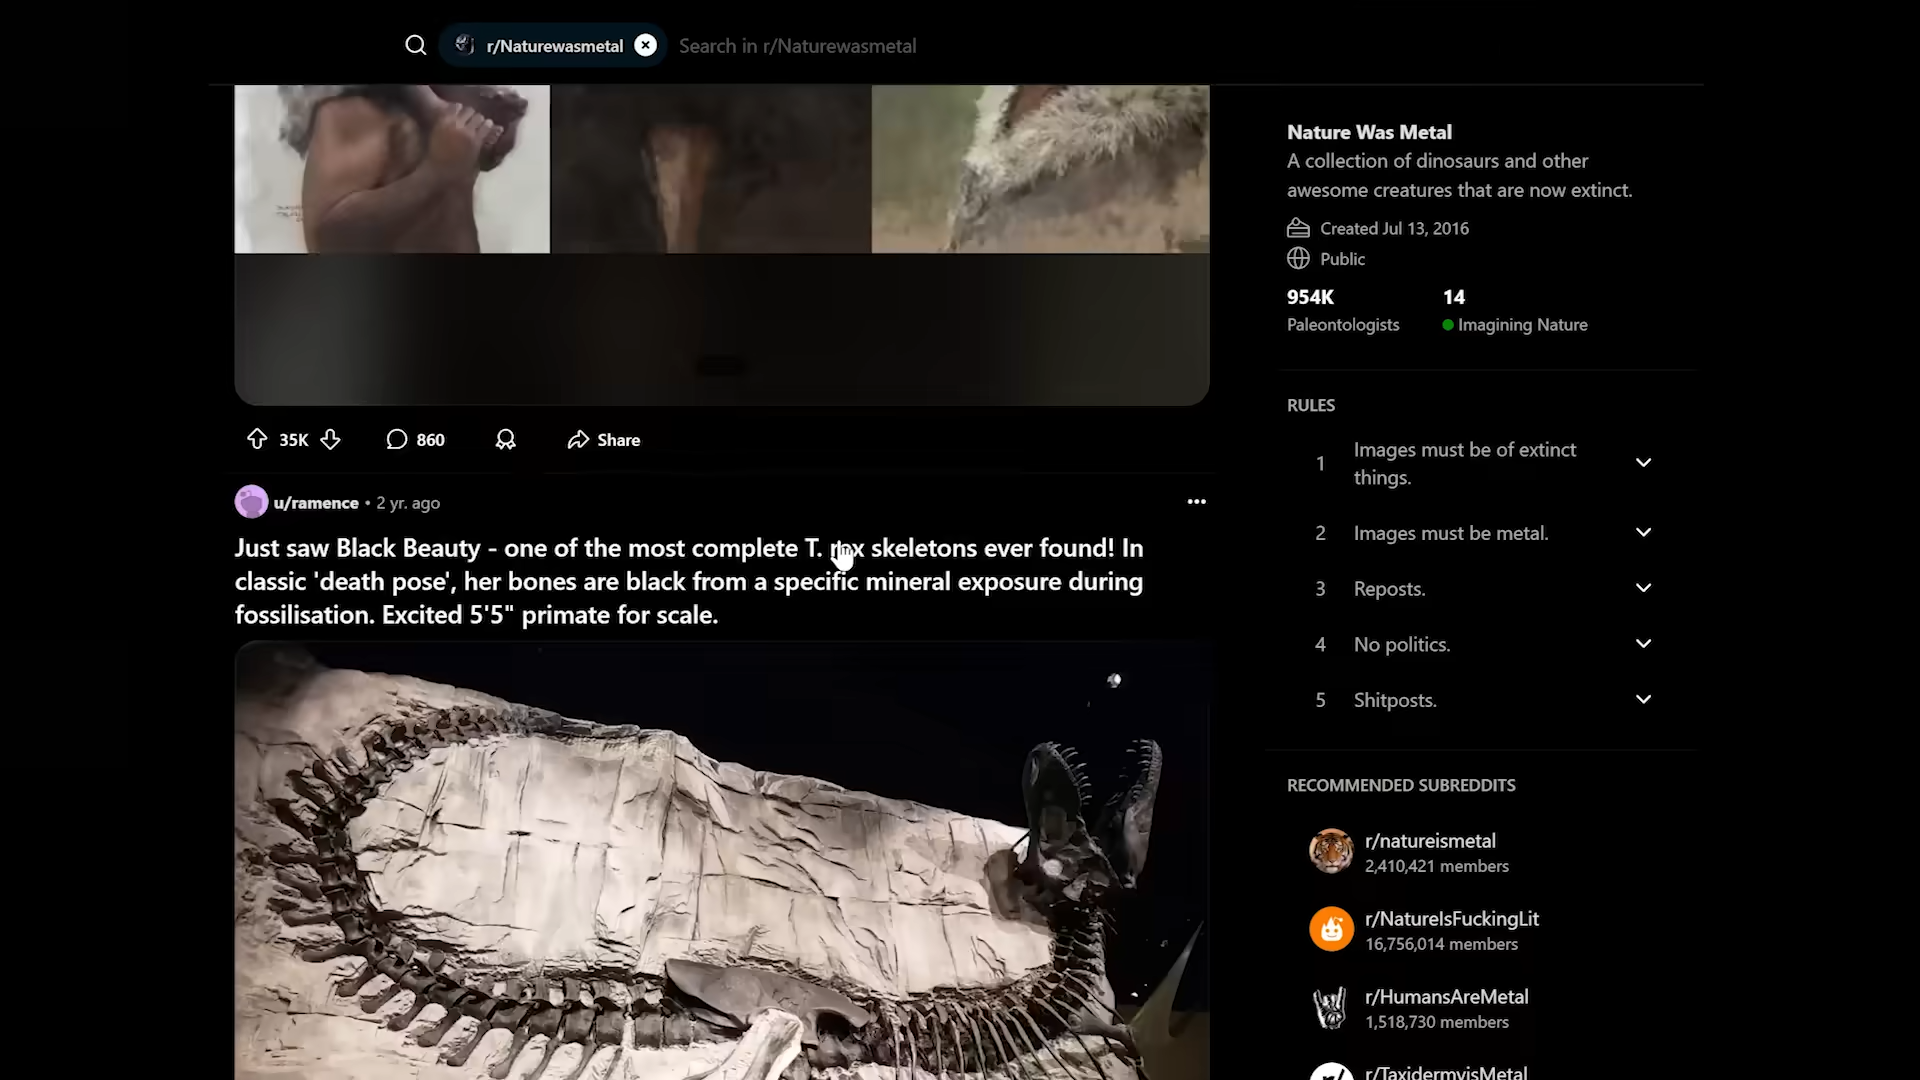 r/Naturewasmetal
Search in r/Naturewasmetal
35K
860
Share
u/ramence • 2 yr. ago
Just saw Black Beauty - one of the most complete T. rex skeletons ever found! In
classic 'death pose', her bones are black from a specific mineral exposure during
fossilisation. Excited 5'5" primate for scale.
Nature Was Metal
A collection of dinosaurs and other
awesome creatures that are now extinct.
Created Jul 13, 2016
Public
954K
14
Paleontologists
Imagining Nature
RULES
1
Images must be of extinct
things.
2
Images must be metal.
3
Reposts.
4
No politics.
5
Shitposts.
RECOMMENDED SUBREDDITS
r/natureismetal
2,410,421 members
r/NatureIsFuckingLit
16,756,014 members
r/HumansAreMetal
1,518,730 members
r/TaxidermyisMetal